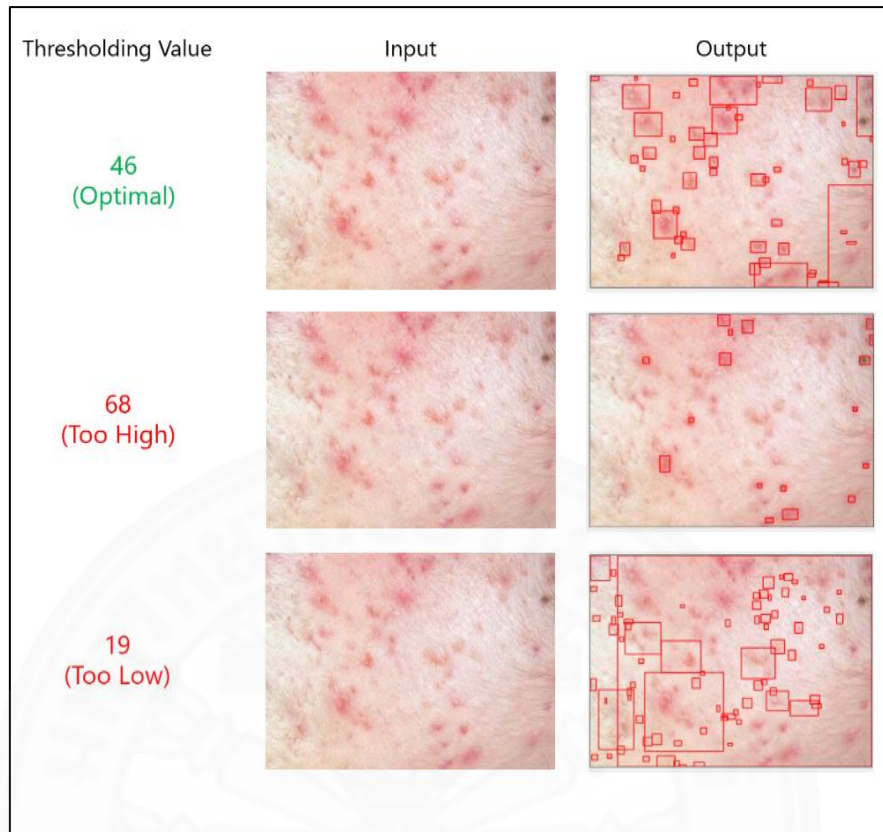 Thresholding Value Input Output
46
(Optimal)
68
(Too High)
19
(Too Low)